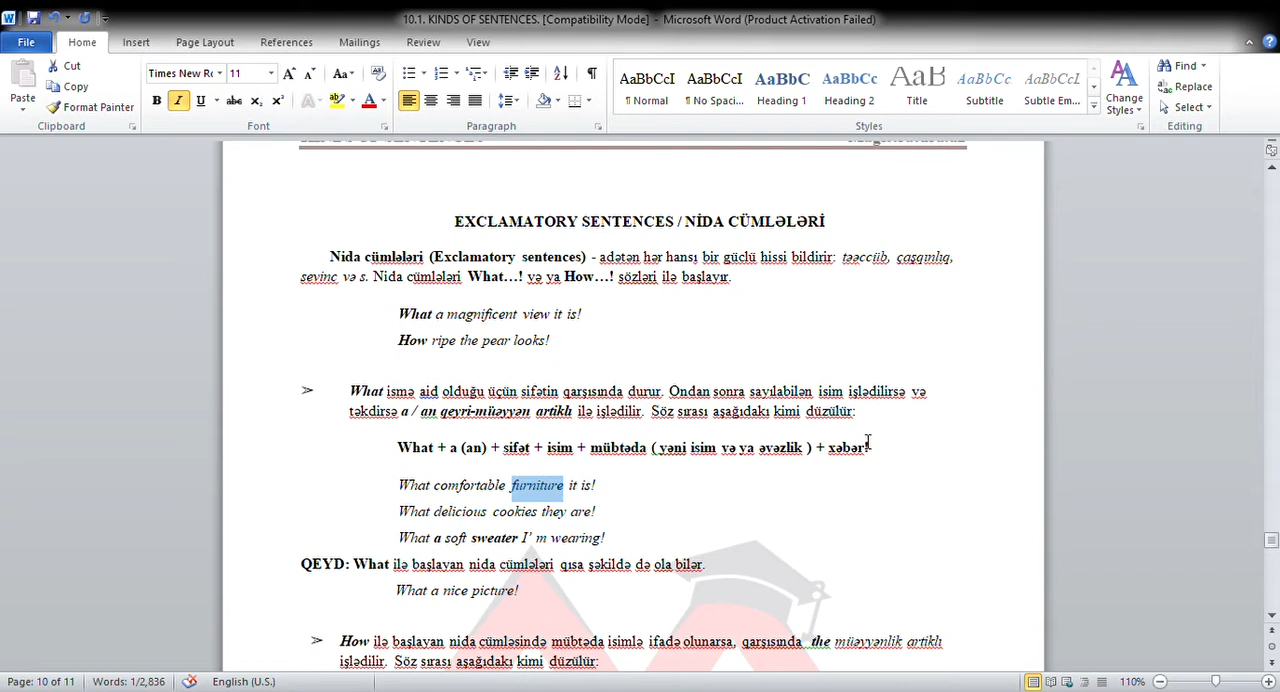 10.1. KINDS OF SENTENCES. [Compatibility Mode] - Microsoft Word (Product Activation Failed)
File Home Insert Page Layout References Mailings Review View
Paste
Cut
Copy
Format Painter
Clipboard
Times New Ro 11
Font
Paragraph
AaBbCcI AaBbCcI AaBbC AaBbCc AaB AaBbCc AaBbCcL
¶ Normal ¶ No Spaci... Heading 1 Heading 2 Title Subtitle Subtle Em...
Change Styles
Styles
Find
Replace
Select
Editing
EXCLAMATORY SENTENCES / NİDA CÜMLƏLƏRİ
Nida cümlələri (Exclamatory sentences) - adətən hər hansı bir güclü hissi bildirir: təəccüb, çaşqınlıq,
sevinc və s. Nida cümlələri What…! və ya How…! sözləri ilə başlayır.
What a magnificent view it is!
How ripe the pear looks!
➢ What ismə aid olduğu üçün sifətin qarşısında durur. Ondan sonra sayılabilən isim işlədilirsə və
təkdirsə a / an qeyri-müəyyən artikh ilə işlədilir. Söz sırası aşağıdakı kimi düzülür:
What + a (an) + sifət + isim + mübtəda ( yəni isim və ya əvəzlik ) + xəbər!
What comfortable furniture it is!
What delicious cookies they are!
What a soft sweater I’ m wearing!
QEYD: What ilə başlavan nida cümlələri qısa şəkildə də ola bilər.
What a nice picture!
➢ How ilə başlavan nida cümləsində mübtəda isimlə ifadə olunarsa, qarşısında the müəyyənlik artiklı
işlədilir. Söz sırası aşağıdakı kimi düzülür:
Page: 10 of 11 Words: 1/2,836 English (U.S.) 110%